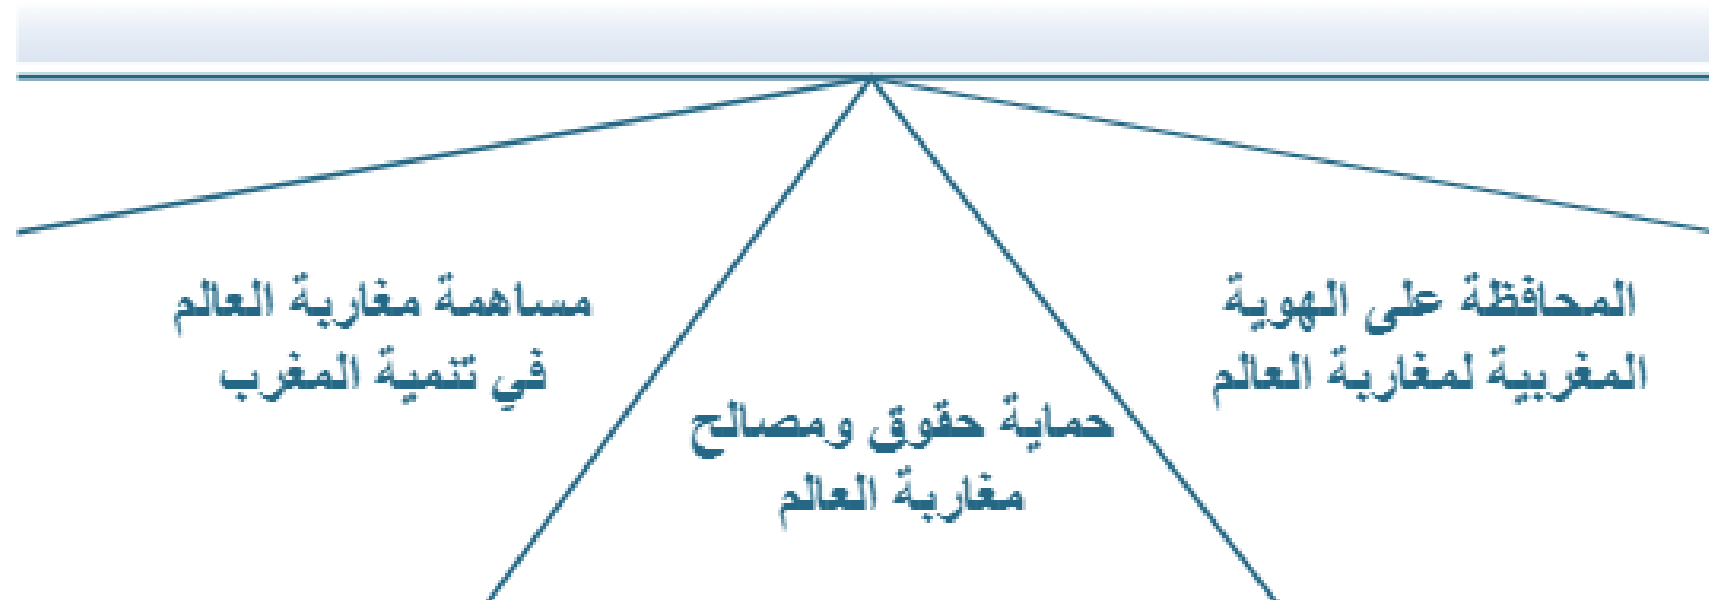 المحافظة على الهوية
المغربية لمغاربة العالم
حماية حقوق ومصالح
مغاربة العالم
مساهمة مغاربة العالم
في تنمية المغرب